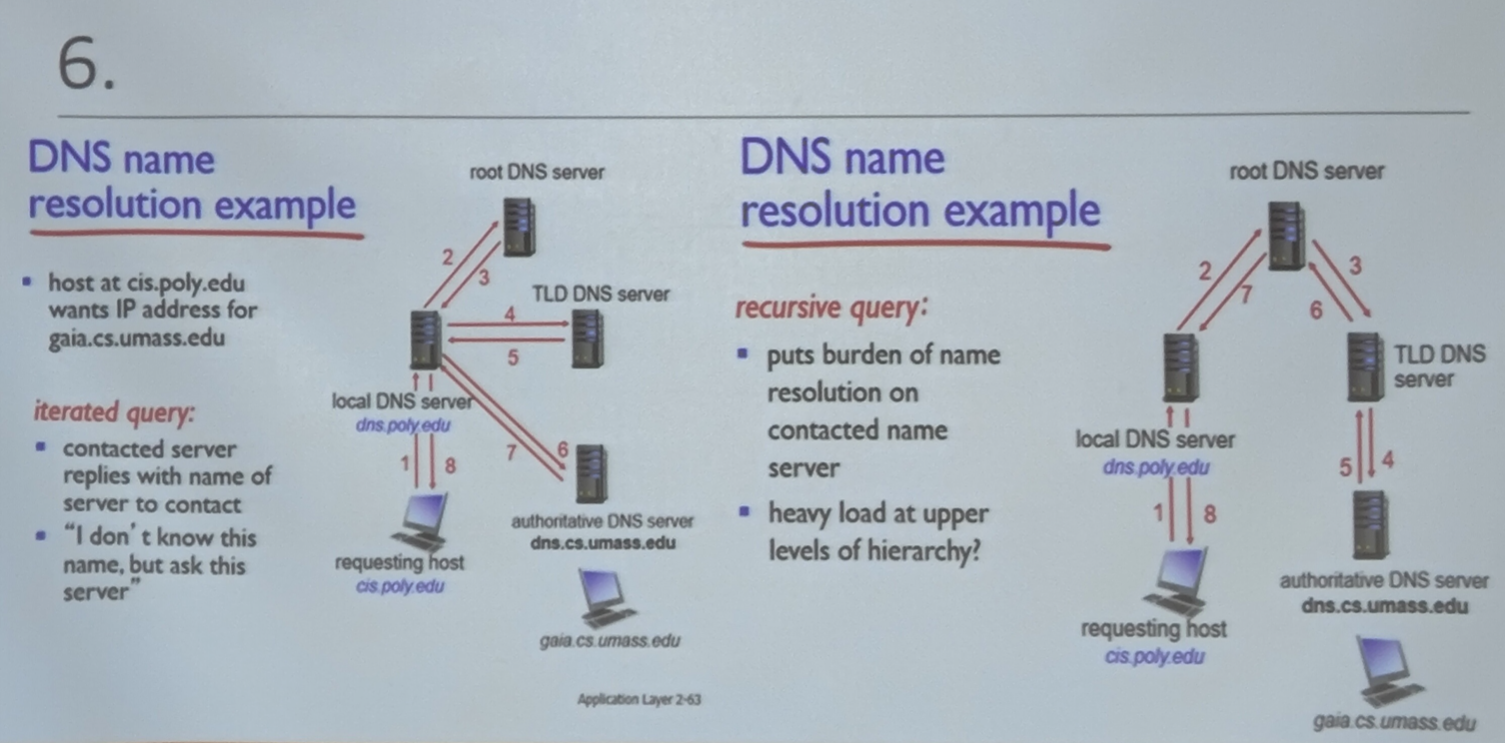 6.
DNS name
resolution example
host at cis.poly.edu
wants IP address for
gaia.cs.umass.edu
iterated query:
contacted server
replies with name of
server to contact
“I don’t know this
name, but ask this
server”
root DNS server
2
3
TLD DNS server
4
5
local DNS server
dns.poly.edu
1
8
7
6
requesting host
cis.poly.edu
authoritative DNS server
dns.cs.umass.edu
gaia.cs.umass.edu
Application Layer 2-63
DNS name
resolution example
recursive query:
puts burden of name
resolution on
contacted name
server
heavy load at upper
levels of hierarchy?
root DNS server
2
7
3
6
TLD DNS
server
local DNS server
dns.poly.edu
1
8
5
4
requesting host
cis.poly.edu
authoritative DNS server
dns.cs.umass.edu
gaia.cs.umass.edu